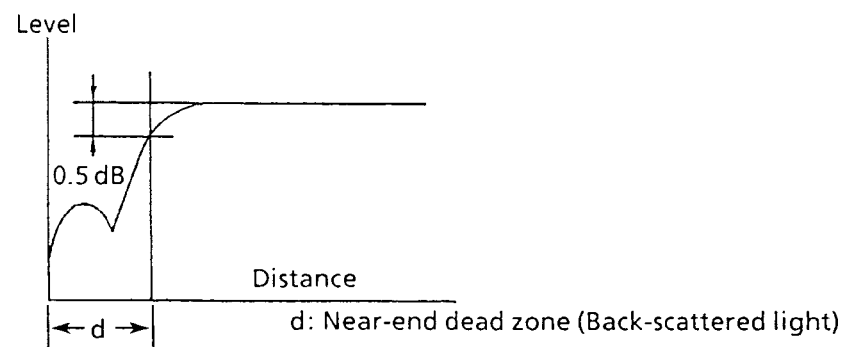 Level
0.5 dB
Distance
d
d: Near-end dead zone (Back-scattered light)